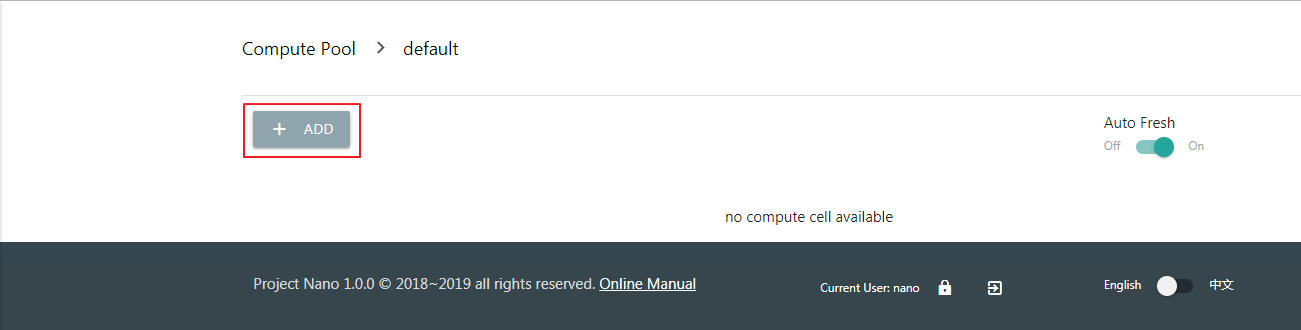 Compute Pool > default
+ ADD
Auto Fresh
Off On
no compute cell available
Project Nano 1.0.0 © 2018~2019 all rights reserved. Online Manual
Current User: nano
English 中文